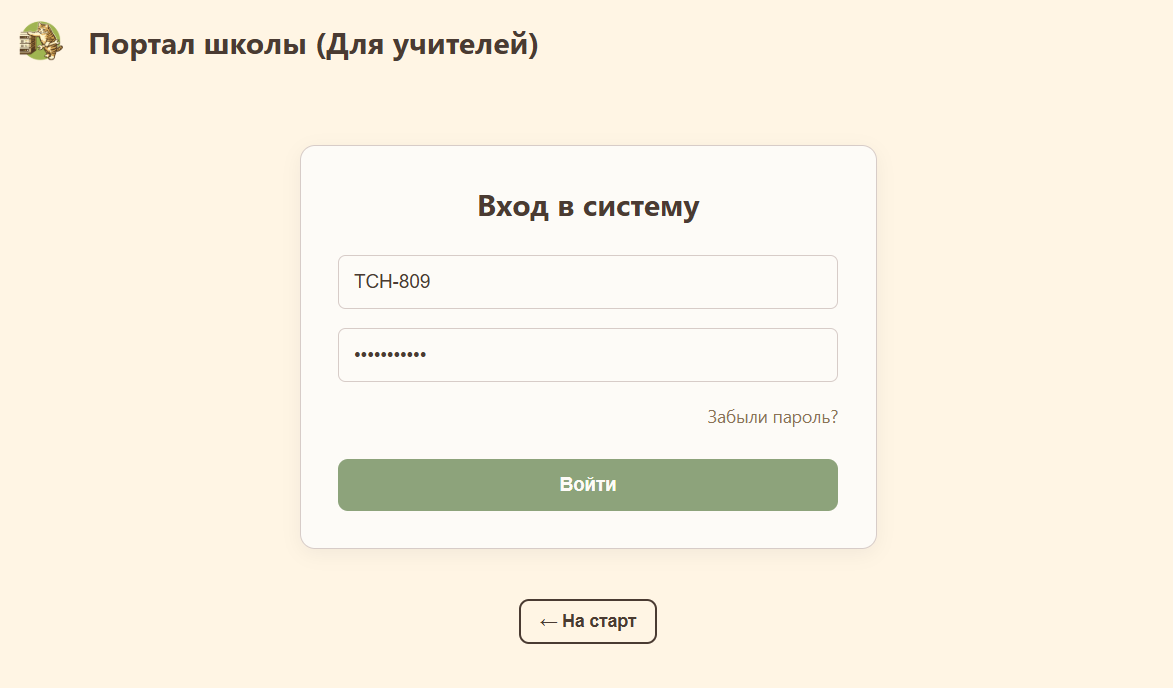 Портал школы (Для учителей)
Вход в систему
TCH-809
•••••••••••
Забыли пароль?
Войти
← На старт